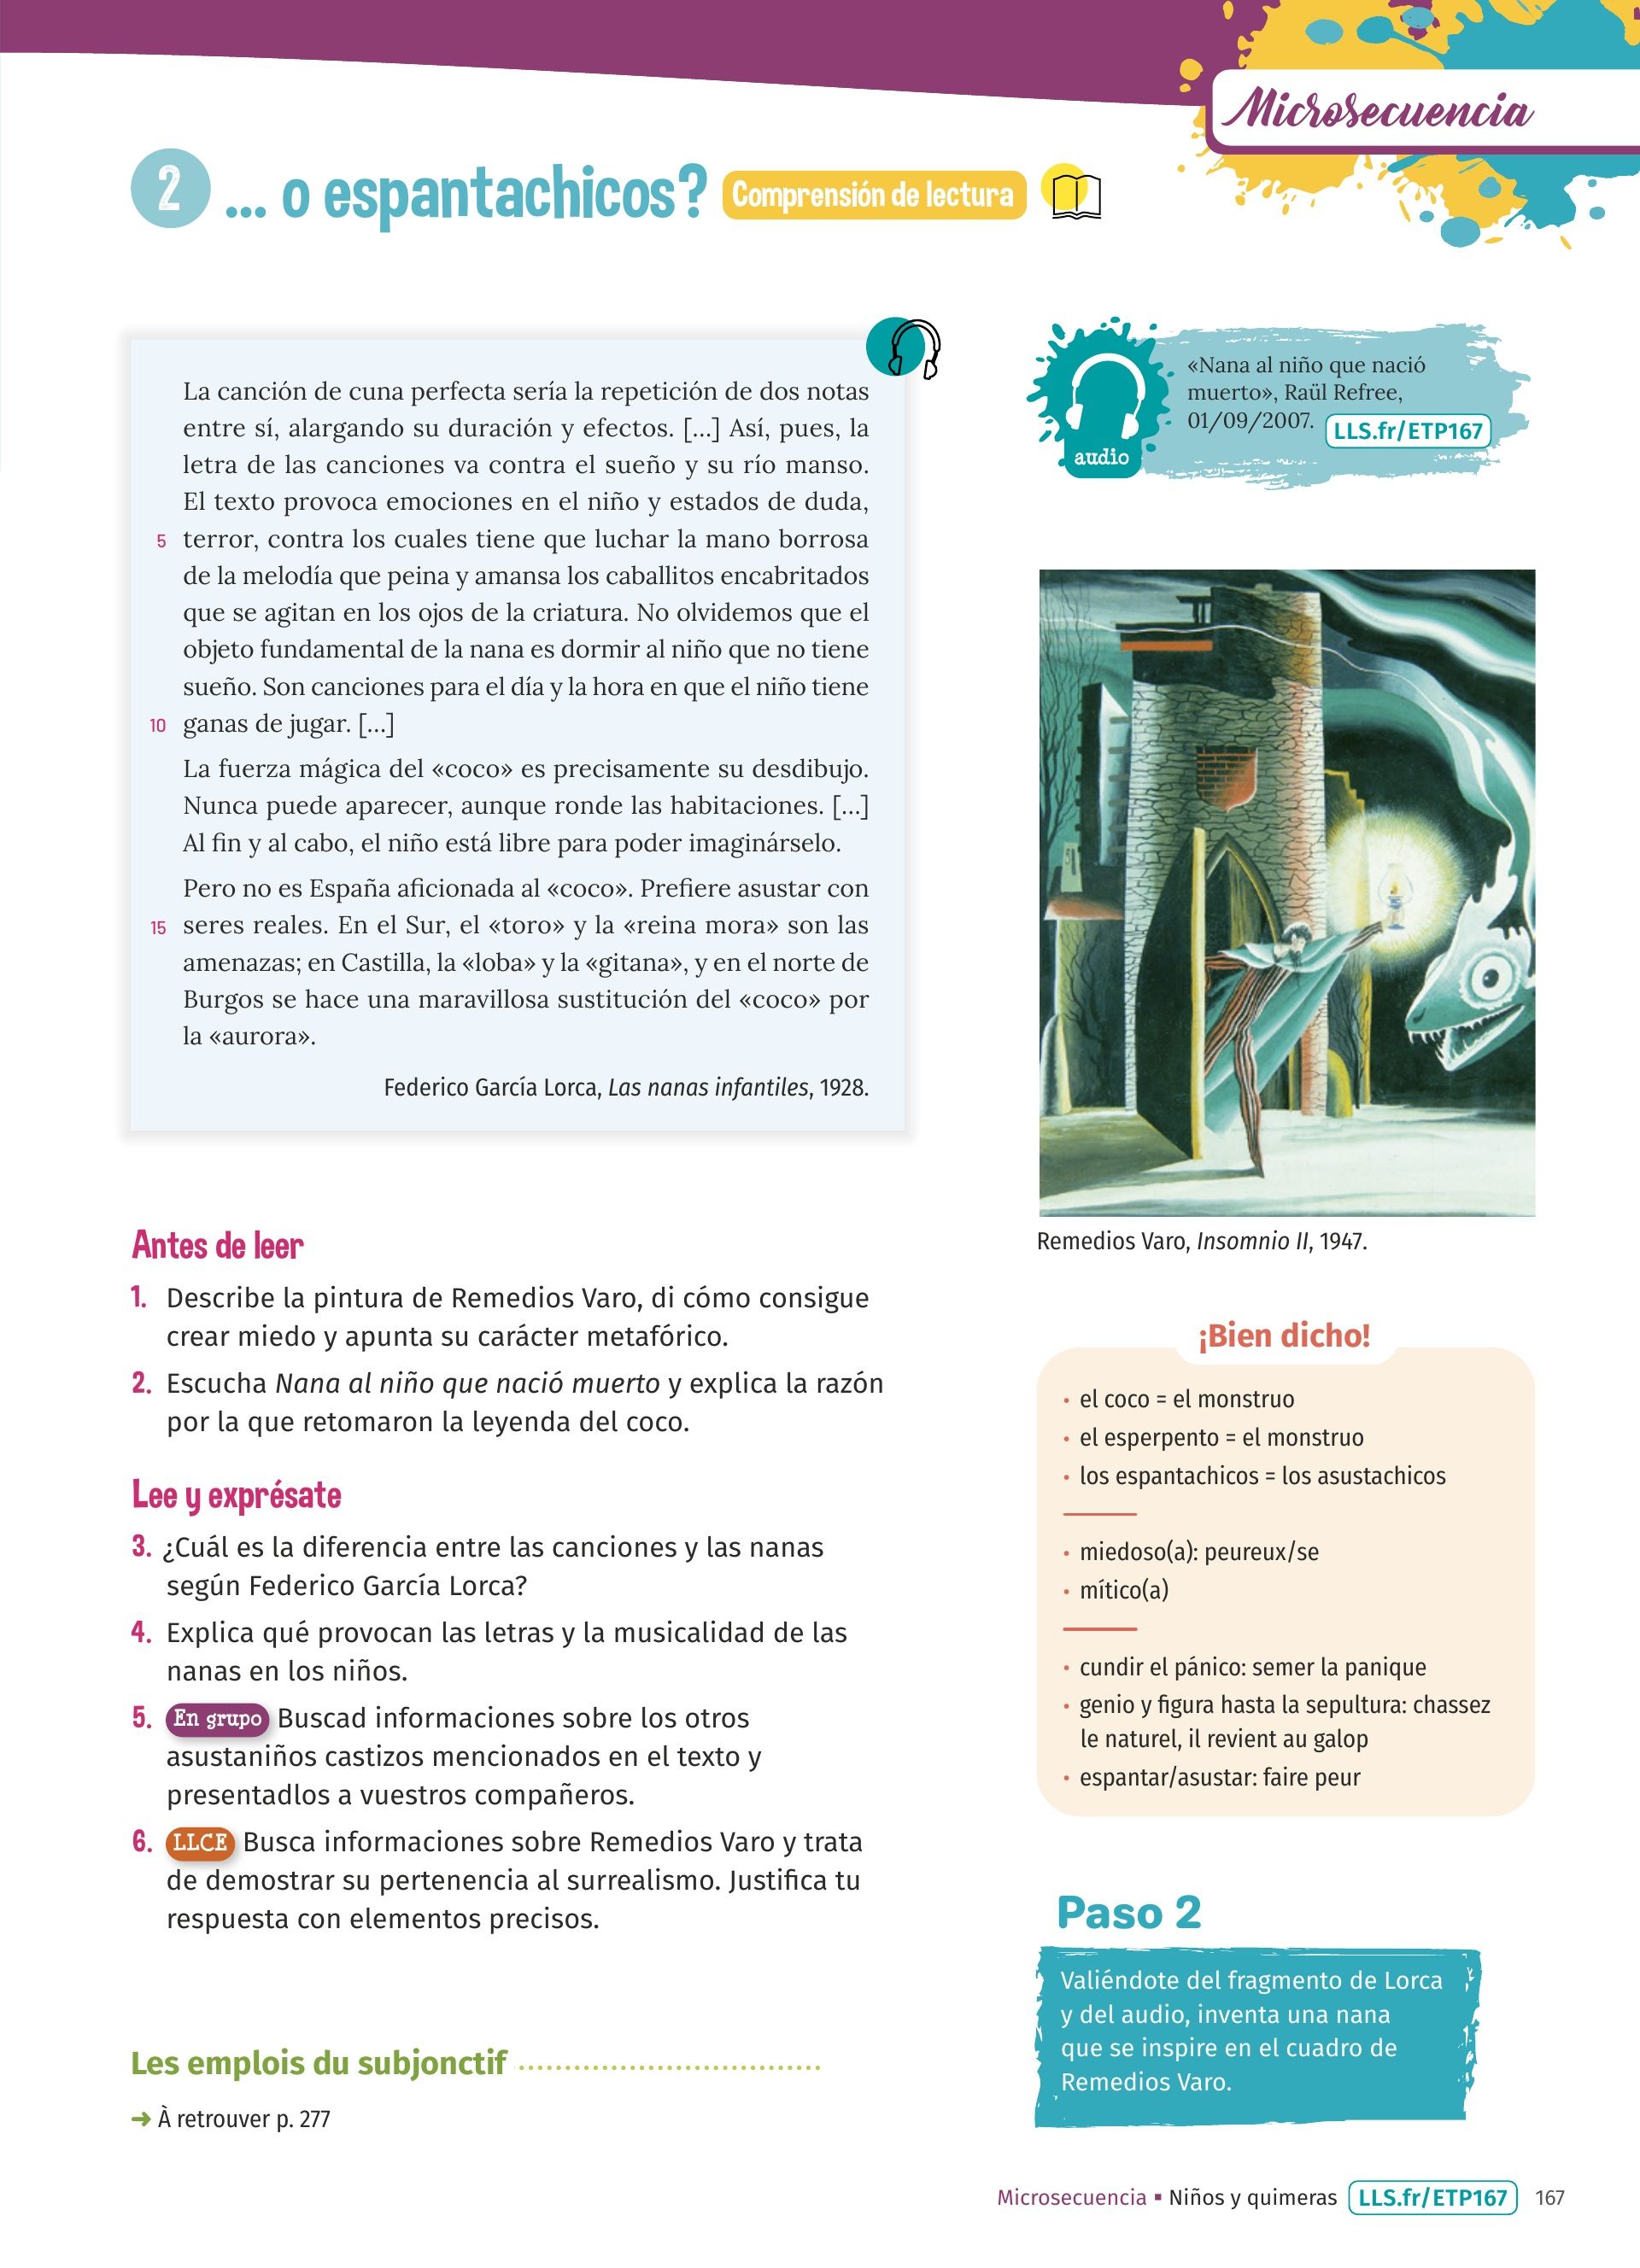 Microsecuencia
2 ... o espantachicos? Comprensión de lectura
La canción de cuna perfecta sería la repetición de dos notas
entre sí, alargando su duración y efectos. [...] Así, pues, la
letra de las canciones va contra el sueño y su río manso.
El texto provoca emociones en el niño y estados de duda,
5 terror, contra los cuales tiene que luchar la mano borrosa
de la melodía que peina y amansa los caballitos encabritados
que se agitan en los ojos de la criatura. No olvidemos que el
objeto fundamental de la nana es dormir al niño que no tiene
sueño. Son canciones para el día y la hora en que el niño tiene
10 ganas de jugar. [...]
La fuerza mágica del «coco» es precisamente su desdibujo.
Nunca puede aparecer, aunque ronde las habitaciones. [...]
Al fin y al cabo, el niño está libre para poder imaginárselo.
Pero no es España aficionada al «coco». Prefiere asustar con
15 seres reales. En el Sur, el «toro» y la «reina mora» son las
amenazas; en Castilla, la «loba» y la «gitana», y en el norte de
Burgos se hace una maravillosa sustitución del «coco» por
la «aurora».
Federico García Lorca, Las nanas infantiles, 1928.
audio
«Nana al niño que nació
muerto», Raül Refree,
01/09/2007. LLS.fr/ETP167
Remedios Varo, Insomnio II, 1947.
Antes de leer
1. Describe la pintura de Remedios Varo, di cómo consigue
crear miedo y apunta su carácter metafórico.
2. Escucha Nana al niño que nació muerto y explica la razón
por la que retomaron la leyenda del coco.
Lee y exprésate
3. ¿Cuál es la diferencia entre las canciones y las nanas
según Federico García Lorca?
4. Explica qué provocan las letras y la musicalidad de las
nanas en los niños.
5. En grupo Buscad informaciones sobre los otros
asustaniños castizos mencionados en el texto y
presentadlos a vuestros compañeros.
6. LLCE Busca informaciones sobre Remedios Varo y trata
de demostrar su pertenencia al surrealismo. Justifica tu
respuesta con elementos precisos.
Les emplois du subjonctif
➜ À retrouver p. 277
¡Bien dicho!
• el coco = el monstruo
• el esperpento = el monstruo
• los espantachicos = los asustachicos
• miedoso(a): peureux/se
• mítico(a)
• cundir el pánico: semer la panique
• genio y figura hasta la sepultura: chassez
le naturel, il revient au galop
• espantar/asustar: faire peur
Paso 2
Valiéndote del fragmento de Lorca
y del audio, inventa una nana
que se inspire en el cuadro de
Remedios Varo.
Microsecuencia ▪ Niños y quimeras LLS.fr/ETP167 167